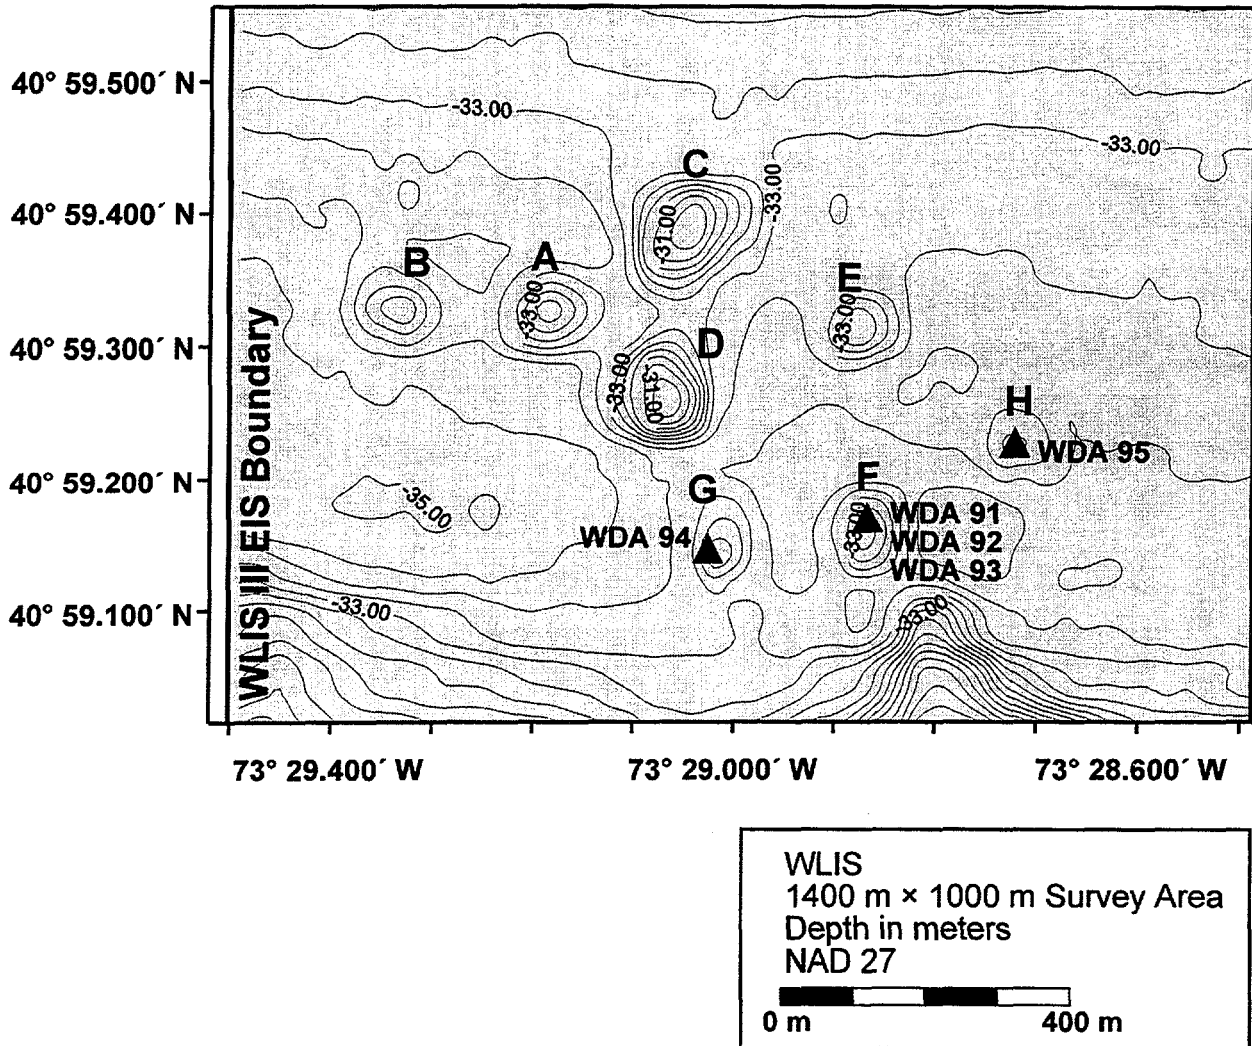 40° 59.500´ N
40° 59.400´ N
40° 59.300´ N
40° 59.200´ N
40° 59.100´ N
WLIS III EIS Boundary
-33.00
-33.00
C
-33.00
-31.00
B
A
-33.00
E
-33.00
D
-33.00
-31.00
H
WDA 95
-35.00
G
WDA 94
F
-33.00
WDA 91
WDA 92
WDA 93
-33.00
-33.00
73° 29.400´ W
73° 29.000´ W
73° 28.600´ W
WLIS
1400 m × 1000 m Survey Area
Depth in meters
NAD 27
0 m
400 m